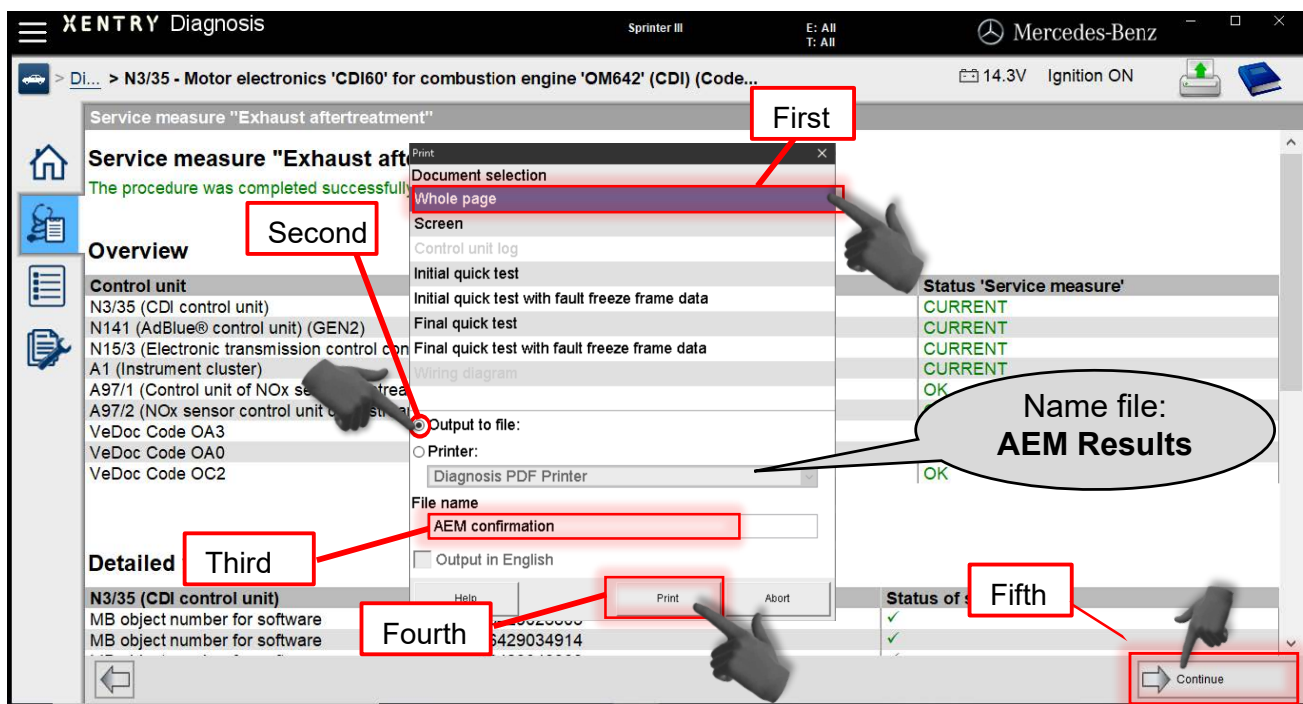 XENTRY Diagnosis
Sprinter III
E: All
T: All
Mercedes-Benz
> Di... > N3/35 - Motor electronics 'CDI60' for combustion engine 'OM642' (CDI) (Code...
14.3V Ignition ON
Service measure "Exhaust aftertreatment"
First
Service measure "Exhaust aft
The procedure was completed successfully
Print
Document selection
Whole page
Screen
Control unit log
Initial quick test
Initial quick test with fault freeze frame data
Final quick test
Final quick test with fault freeze frame data
Wiring diagram
Second
Overview
Control unit
Status 'Service measure'
N3/35 (CDI control unit)
CURRENT
N141 (AdBlue® control unit) (GEN2)
CURRENT
N15/3 (Electronic transmission control con
CURRENT
A1 (Instrument cluster)
CURRENT
A97/1 (Control unit of NOx
OK
A97/2 (NOx sensor control unit
VeDoc Code OA3
VeDoc Code OA0
VeDoc Code OC2
OK
Output to file:
Printer:
Diagnosis PDF Printer
File name
AEM confirmation
Output in English
Help
Print
Abort
Name file:
AEM Results
Third
Fourth
Fifth
Detailed
N3/35 (CDI control unit)
Status of
MB object number for software
MB object number for software
6429034914
Continue